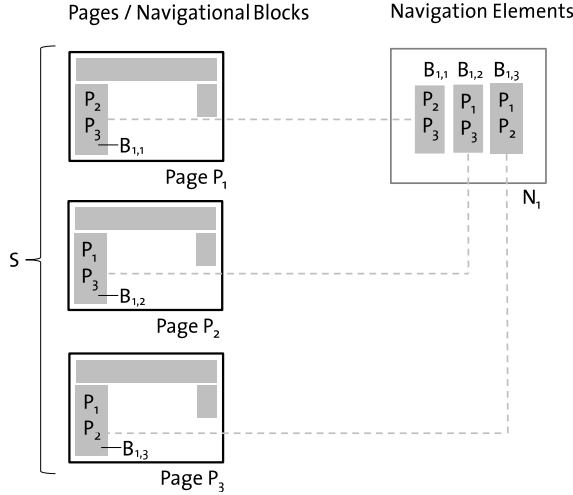 Pages / Navigational Blocks
Navigation Elements
P₂
P₃
B₁,₁
Page P₁
B₁,₁ B₁,₂ B₁,₃
P₂ P₁ P₁
P₃ P₃ P₂
N₁
S
P₁
P₃
B₁,₂
Page P₂
P₁
P₂
B₁,₃
Page P₃